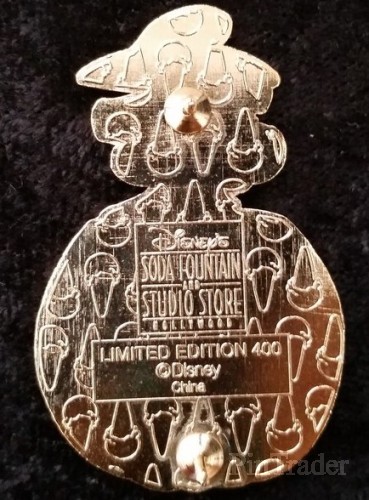 Disney's
SODA FOUNTAIN
AND
STUDIO STORE
HOLLYWOOD
LIMITED EDITION 400
©Disney
China
PinTrader